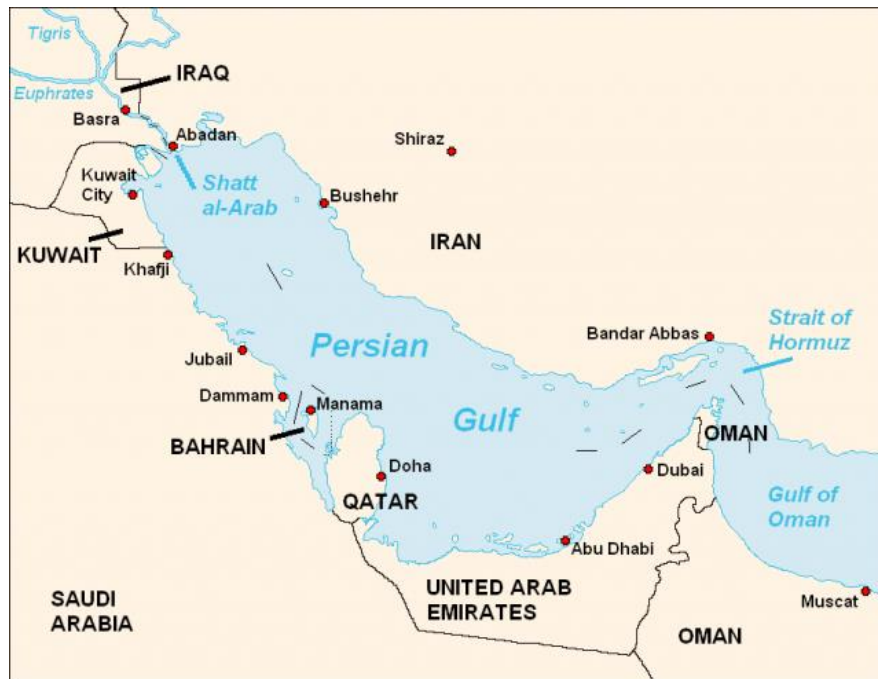 Tigris
IRAQ
Euphrates
Basra
Abadan
Shiraz
Kuwait
City
Shatt
al-Arab
Bushehr
IRAN
KUWAIT
Khafji
Strait of
Hormuz
Bandar Abbas
Persian
Jubail
Dammam
Manama
Gulf
OMAN
BAHRAIN
Doha
Dubai
QATAR
Gulf of
Oman
Abu Dhabi
UNITED ARAB
EMIRATES
SAUDI
ARABIA
Muscat
OMAN